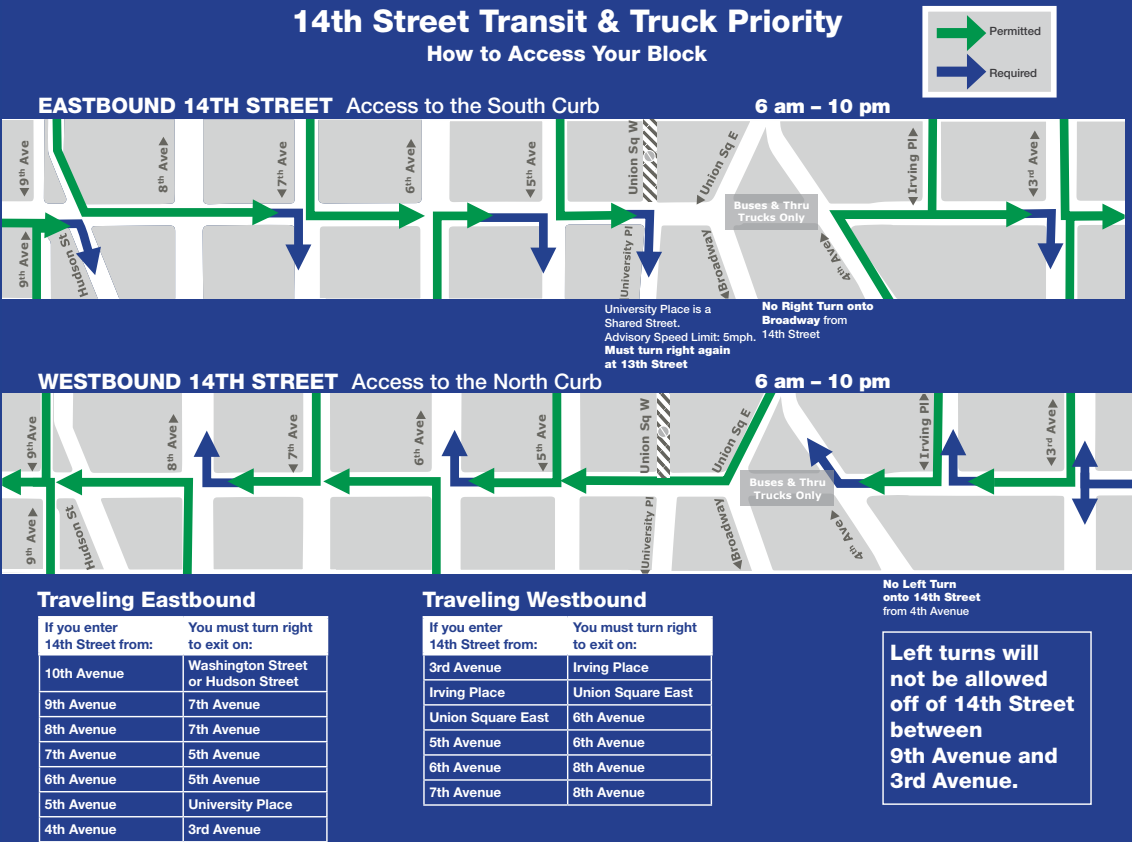 14th Street Transit & Truck Priority
How to Access Your Block
Permitted
Required
EASTBOUND 14TH STREET Access to the South Curb
6 am – 10 pm
9th Ave
8th Ave
7th Ave
6th Ave
5th Ave
Union Sq W
Union Sq E
Irving Pl
3rd Ave
Buses & Thru
Trucks Only
9th Ave
Hudson St
University Pl
Broadway
4th Ave
University Place is a
Shared Street.
Advisory Speed Limit: 5mph.
Must turn right again
at 13th Street
No Right Turn onto
Broadway from
14th Street
WESTBOUND 14TH STREET Access to the North Curb
6 am – 10 pm
9thAve
8th Ave
7th Ave
6th Ave
5th Ave
Union Sq W
Union Sq E
Irving Pl
3rd Ave
Buses & Thru
Trucks Only
9th Ave
Hudson St
University Pl
Broadway
4th Ave
No Left Turn
onto 14th Street
from 4th Avenue
Traveling Eastbound
If you enter
14th Street from:
You must turn right
to exit on:
10th Avenue
Washington Street
or Hudson Street
9th Avenue
7th Avenue
8th Avenue
7th Avenue
7th Avenue
5th Avenue
6th Avenue
5th Avenue
5th Avenue
University Place
4th Avenue
3rd Avenue
Traveling Westbound
If you enter
14th Street from:
You must turn right
to exit on:
3rd Avenue
Irving Place
Irving Place
Union Square East
Union Square East
6th Avenue
5th Avenue
6th Avenue
6th Avenue
8th Avenue
7th Avenue
8th Avenue
Left turns will
not be allowed
off of 14th Street
between
9th Avenue and
3rd Avenue.